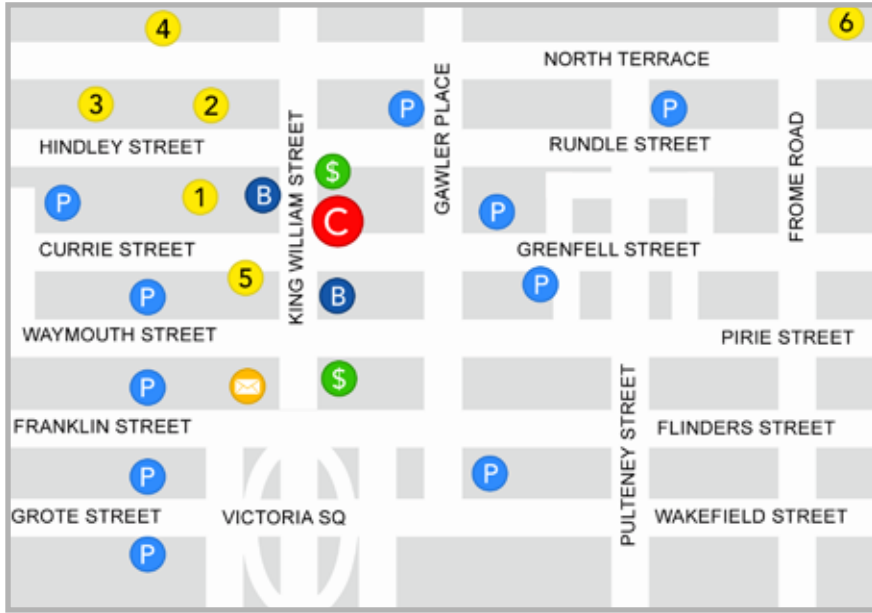 4
6
NORTH TERRACE
3
2
P
P
HINDLEY STREET
KING WILLIAM STREET
GAWLER PLACE
RUNDLE STREET
FROME ROAD
$
P
1
B
C
P
CURRIE STREET
GRENFELL STREET
5
P
B
P
WAYMOUTH STREET
PIRIE STREET
P
$
PULTENEY STREET
FRANKLIN STREET
FLINDERS STREET
P
P
GROTE STREET
VICTORIA SQ
WAKEFIELD STREET
P